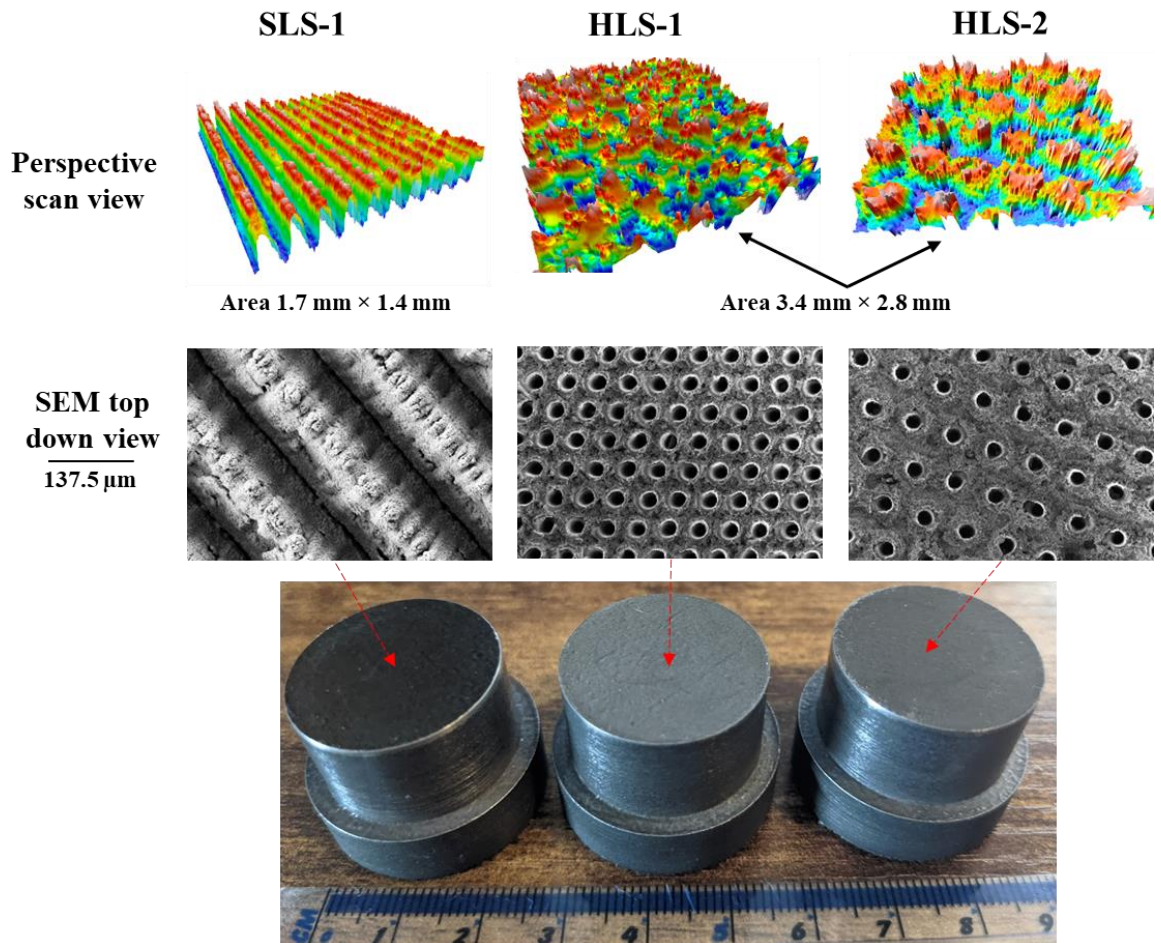 SLS-1
HLS-1
HLS-2
Perspective
scan view
Area 1.7 mm × 1.4 mm
Area 3.4 mm × 2.8 mm
SEM top
down view
137.5 µm
CM 0 1 2 3 4 5 6 7 8 9